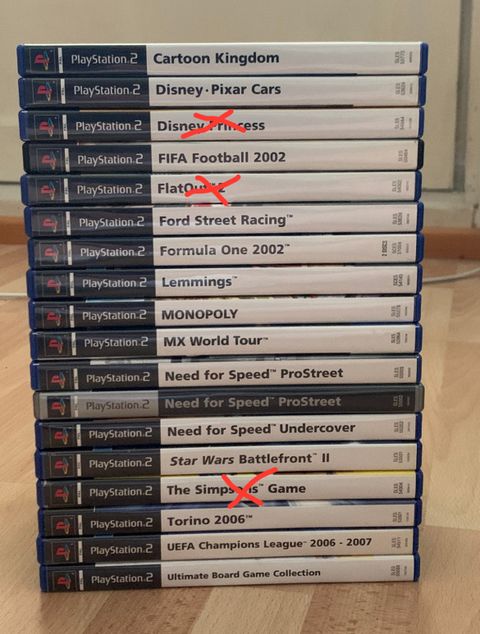 PlayStation.2 Cartoon Kingdom
PlayStation.2 Disney·Pixar Cars
PlayStation.2 Disney Princess
PlayStation.2 FIFA Football 2002
PlayStation.2 FlatOut™2
PlayStation.2 Ford Street Racing™
PlayStation.2 Formula One 2002™ 2 DISCS
PlayStation.2 Lemmings™
PlayStation.2 MONOPOLY
PlayStation.2 MX World Tour™
PlayStation.2 Need for Speed™ ProStreet
PlayStation.2 Need for Speed™ ProStreet
PlayStation.2 Need for Speed™ Undercover
PlayStation.2 Star Wars Battlefront™ II
PlayStation.2 The Simpsons™ Game
PlayStation.2 Torino 2006™
PlayStation.2 UEFA Champions League™ 2006 - 2007
PlayStation.2 Ultimate Board Game Collection